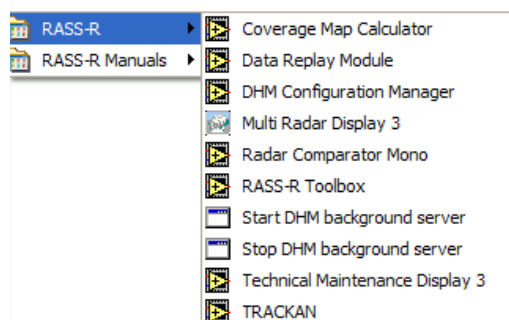 RASS-R
RASS-R Manuals
Coverage Map Calculator
Data Replay Module
DHM Configuration Manager
Multi Radar Display 3
Radar Comparator Mono
RASS-R Toolbox
Start DHM background server
Stop DHM background server
Technical Maintenance Display 3
TRACKAN